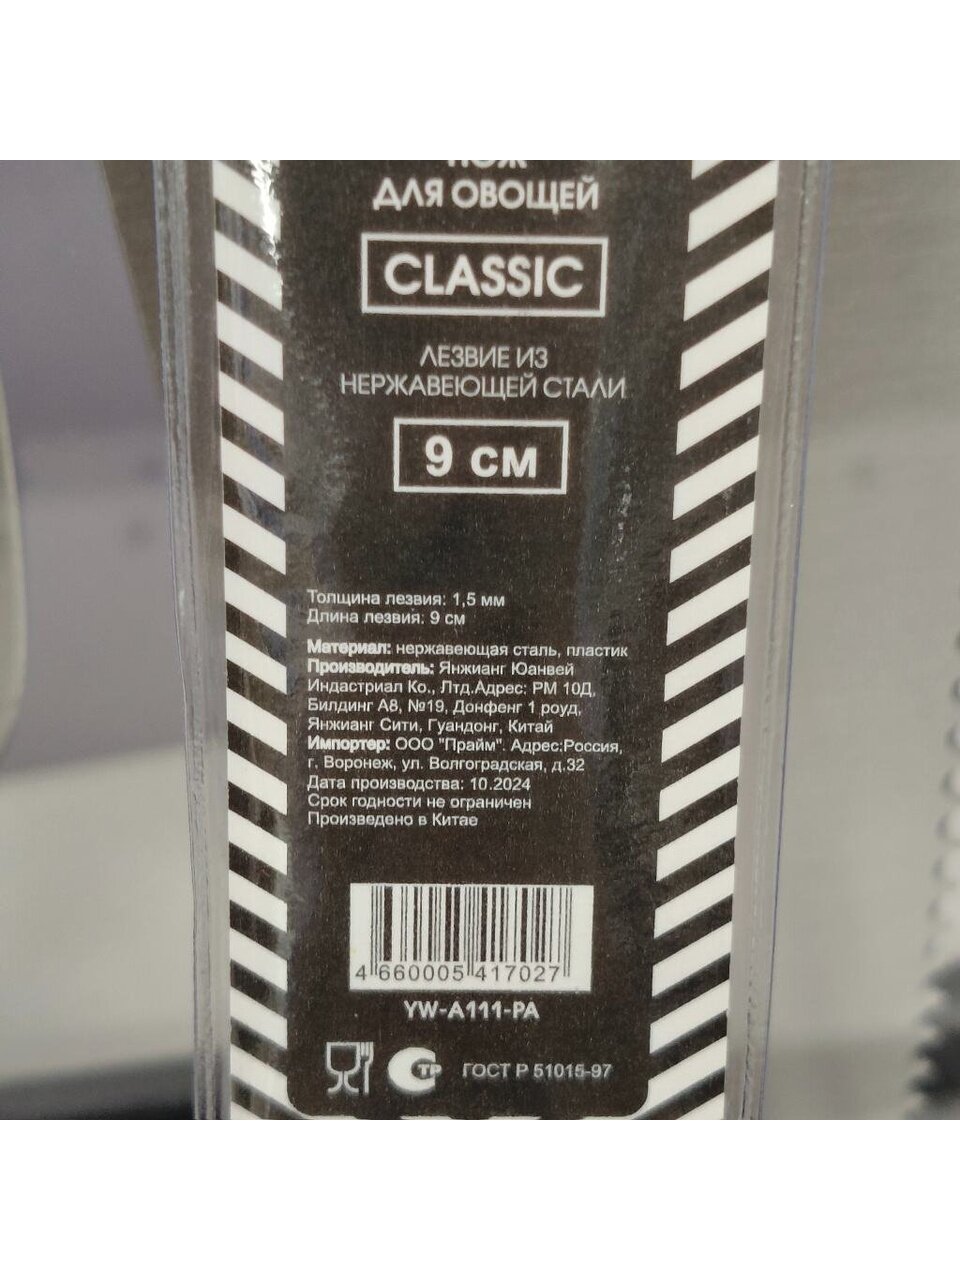 НОЖ
ДЛЯ ОВОЩЕЙ
CLASSIC
ЛЕЗВИЕ ИЗ
НЕРЖАВЕЮЩЕЙ СТАЛИ
9 см
Толщина лезвия: 1,5 мм
Длина лезвия: 9 см
Материал: нержавеющая сталь, пластик
Производитель: Янжианг Юанвей
Индастриал Ко., Лтд.Адрес: РМ 10Д,
Билдинг А8, №19, Донфенг 1 роуд,
Янжианг Сити, Гуандонг, Китай
Импортер: ООО "Прайм". Адрес:Россия,
г. Воронеж, ул. Волгоградская, д.32
Дата производства: 10.2024
Срок годности не ограничен
Произведено в Китае
4 660005 417027
YW-A111-PA
СТР ГОСТ Р 51015-97